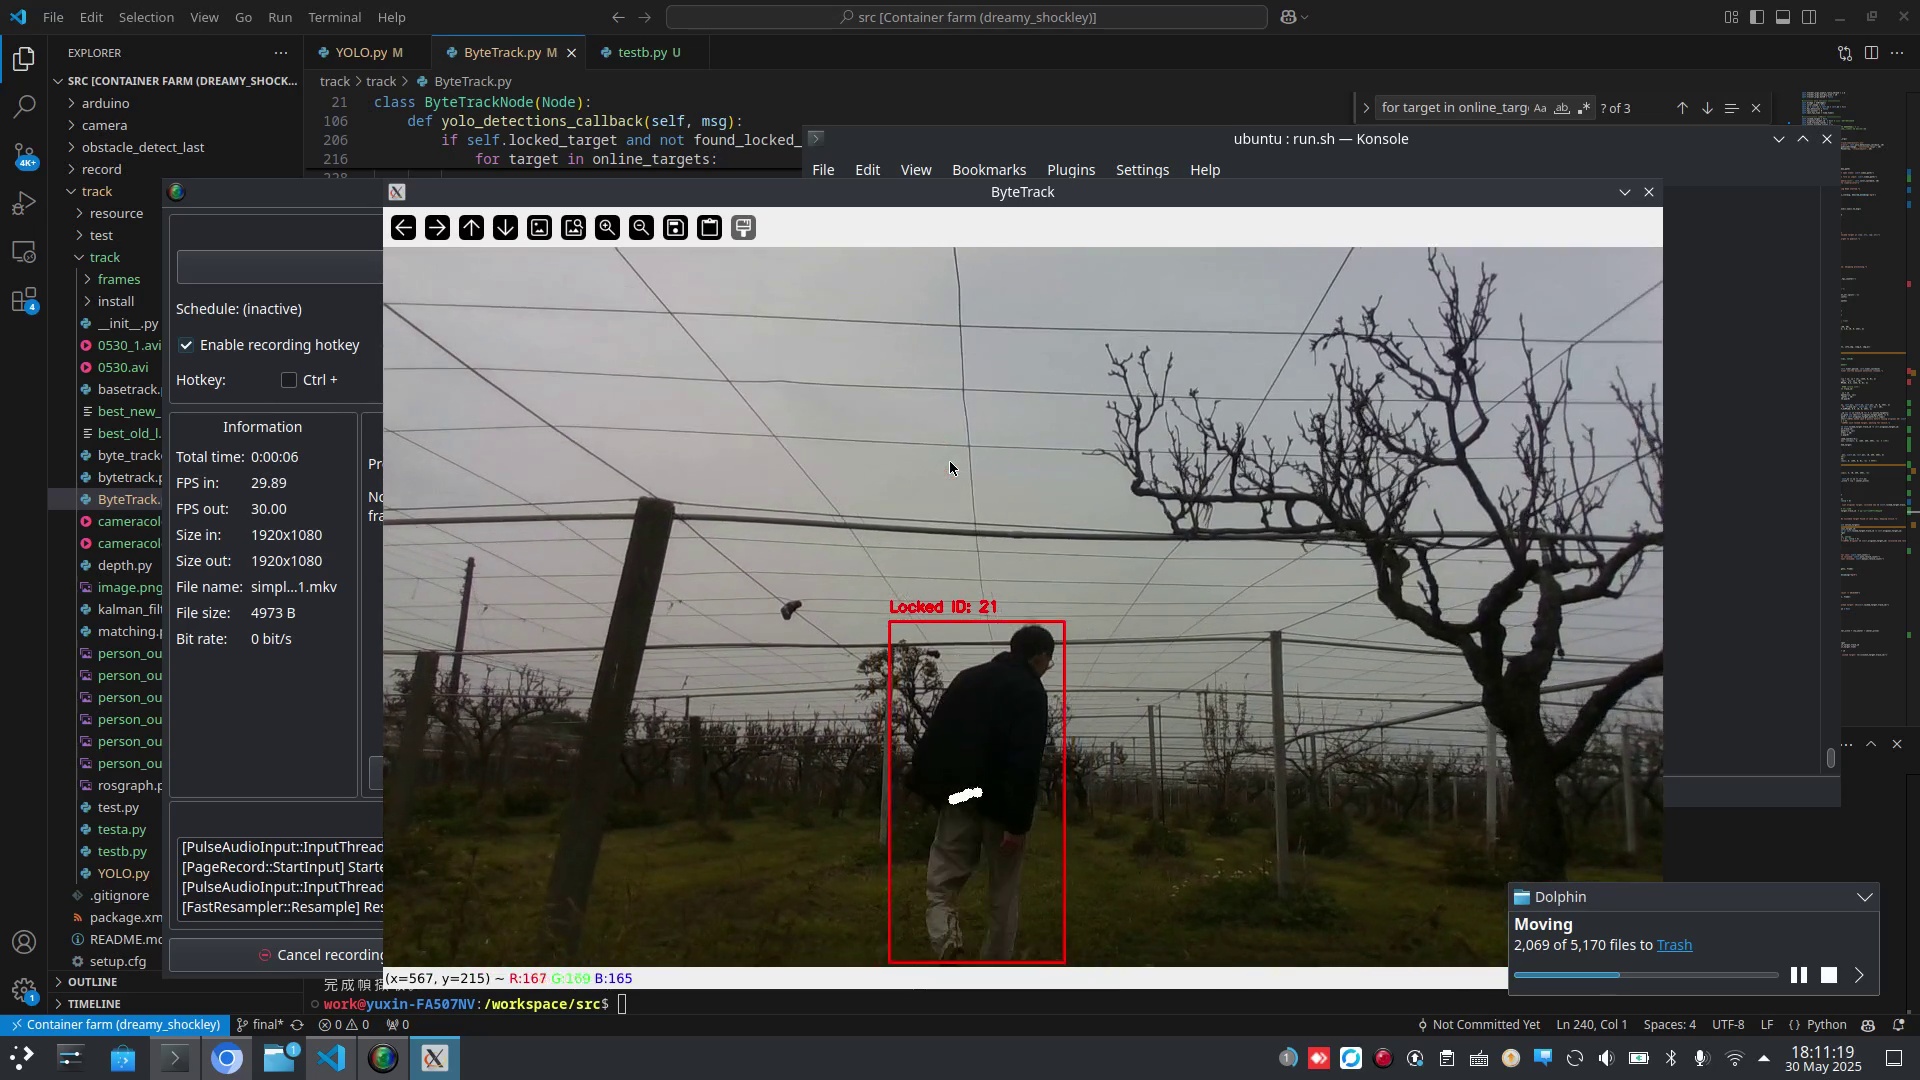 File Edit Selection View Go Run Terminal Help
src [Container farm (dreamy_shockley)]
EXPLORER
YOLO.py M
ByteTrack.py M
testb.py U
SRC [CONTAINER FARM (DREAMY_SHOCK...
track > track > ByteTrack.py
arduino
camera
obstacle_detect_last
record
track
resource
test
track
frames
install
__init__.py
0530_1.avi
0530.avi
basetrack.
best_new_
best_old_l.
byte_track
bytetrack.p
ByteTrack.
cameracol
cameracol
depth.py
image.png
kalman_filt
matching.p
person_ou
person_ou
person_ou
person_ou
person_ou
person_ou
rosgraph.p
test.py
testa.py
testb.py
YOLO.py
.gitignore
package.xm
README.md
setup.cfg
OUTLINE
TIMELINE
4K+
4
1
21 class ByteTrackNode(Node):
106 def yolo_detections_callback(self, msg):
206 if self.locked_target and not found_locked_
216 for target in online_targets:
for target in online_targ
Aa ab
? of 3
ubuntu : run.sh — Konsole
File Edit View Bookmarks Plugins Settings Help
ByteTrack
Schedule: (inactive)
Enable recording hotkey
Hotkey: Ctrl +
Information
Total time: 0:00:06
FPS in: 29.89
FPS out: 30.00
Size in: 1920x1080
Size out: 1920x1080
File name: simpl...1.mkv
File size: 4973 B
Bit rate: 0 bit/s
Pr
No
fra
[PulseAudioInput::InputThread
[PageRecord::StartInput] Starte
[PulseAudioInput::InputThread
[FastResampler::Resample] Res
Cancel recording
Locked ID: 21
(x=567, y=215) ~ R:167 G:169 B:165
Dolphin
Moving
2,069 of 5,170 files to Trash
work@yuxin-FA507NV:/workspace/src$
Container farm (dreamy_shockley)
final*
0 0
0
Not Committed Yet
Ln 240, Col 1
Spaces: 4
UTF-8
LF
{} Python
1
1
18:11:19
30 May 2025